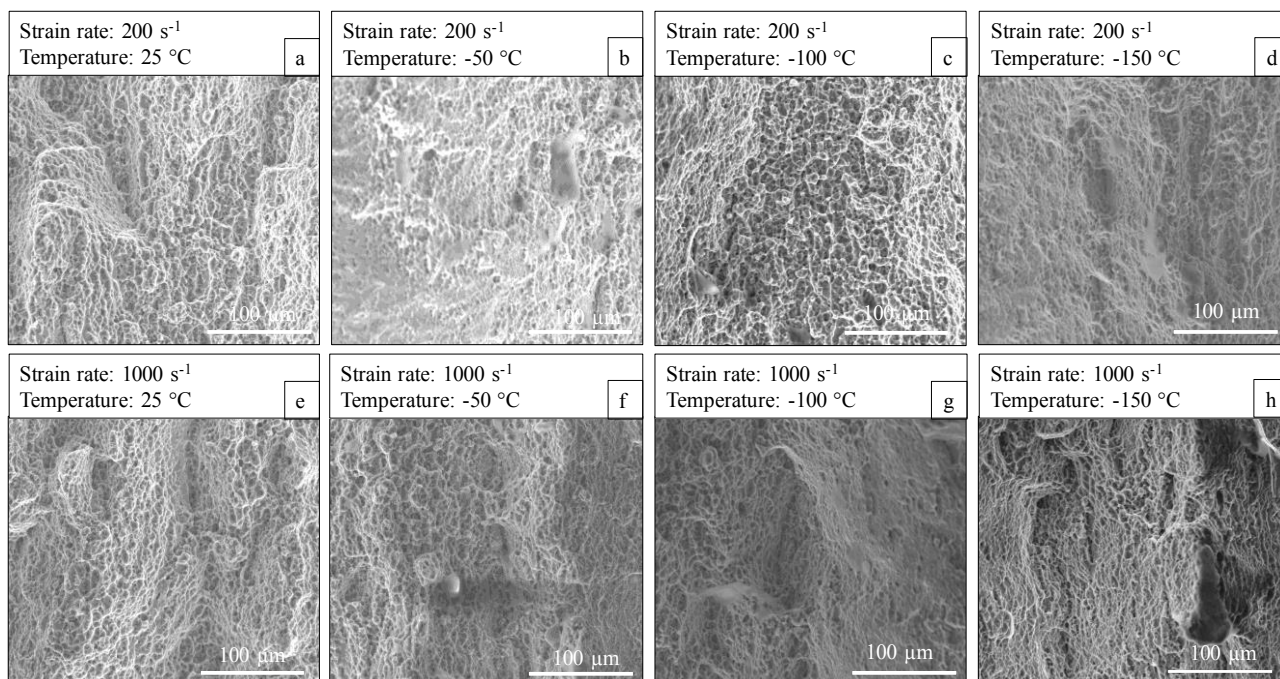 Strain rate: 200 s⁻¹
Temperature: 25 °C
a
Strain rate: 200 s⁻¹
Temperature: -50 °C
b
Strain rate: 200 s⁻¹
Temperature: -100 °C
c
Strain rate: 200 s⁻¹
Temperature: -150 °C
d
100 µm
100 µm
100 µm
100 µm
Strain rate: 1000 s⁻¹
Temperature: 25 °C
e
Strain rate: 1000 s⁻¹
Temperature: -50 °C
f
Strain rate: 1000 s⁻¹
Temperature: -100 °C
g
Strain rate: 1000 s⁻¹
Temperature: -150 °C
h
100 µm
100 µm
100 µm
100 µm